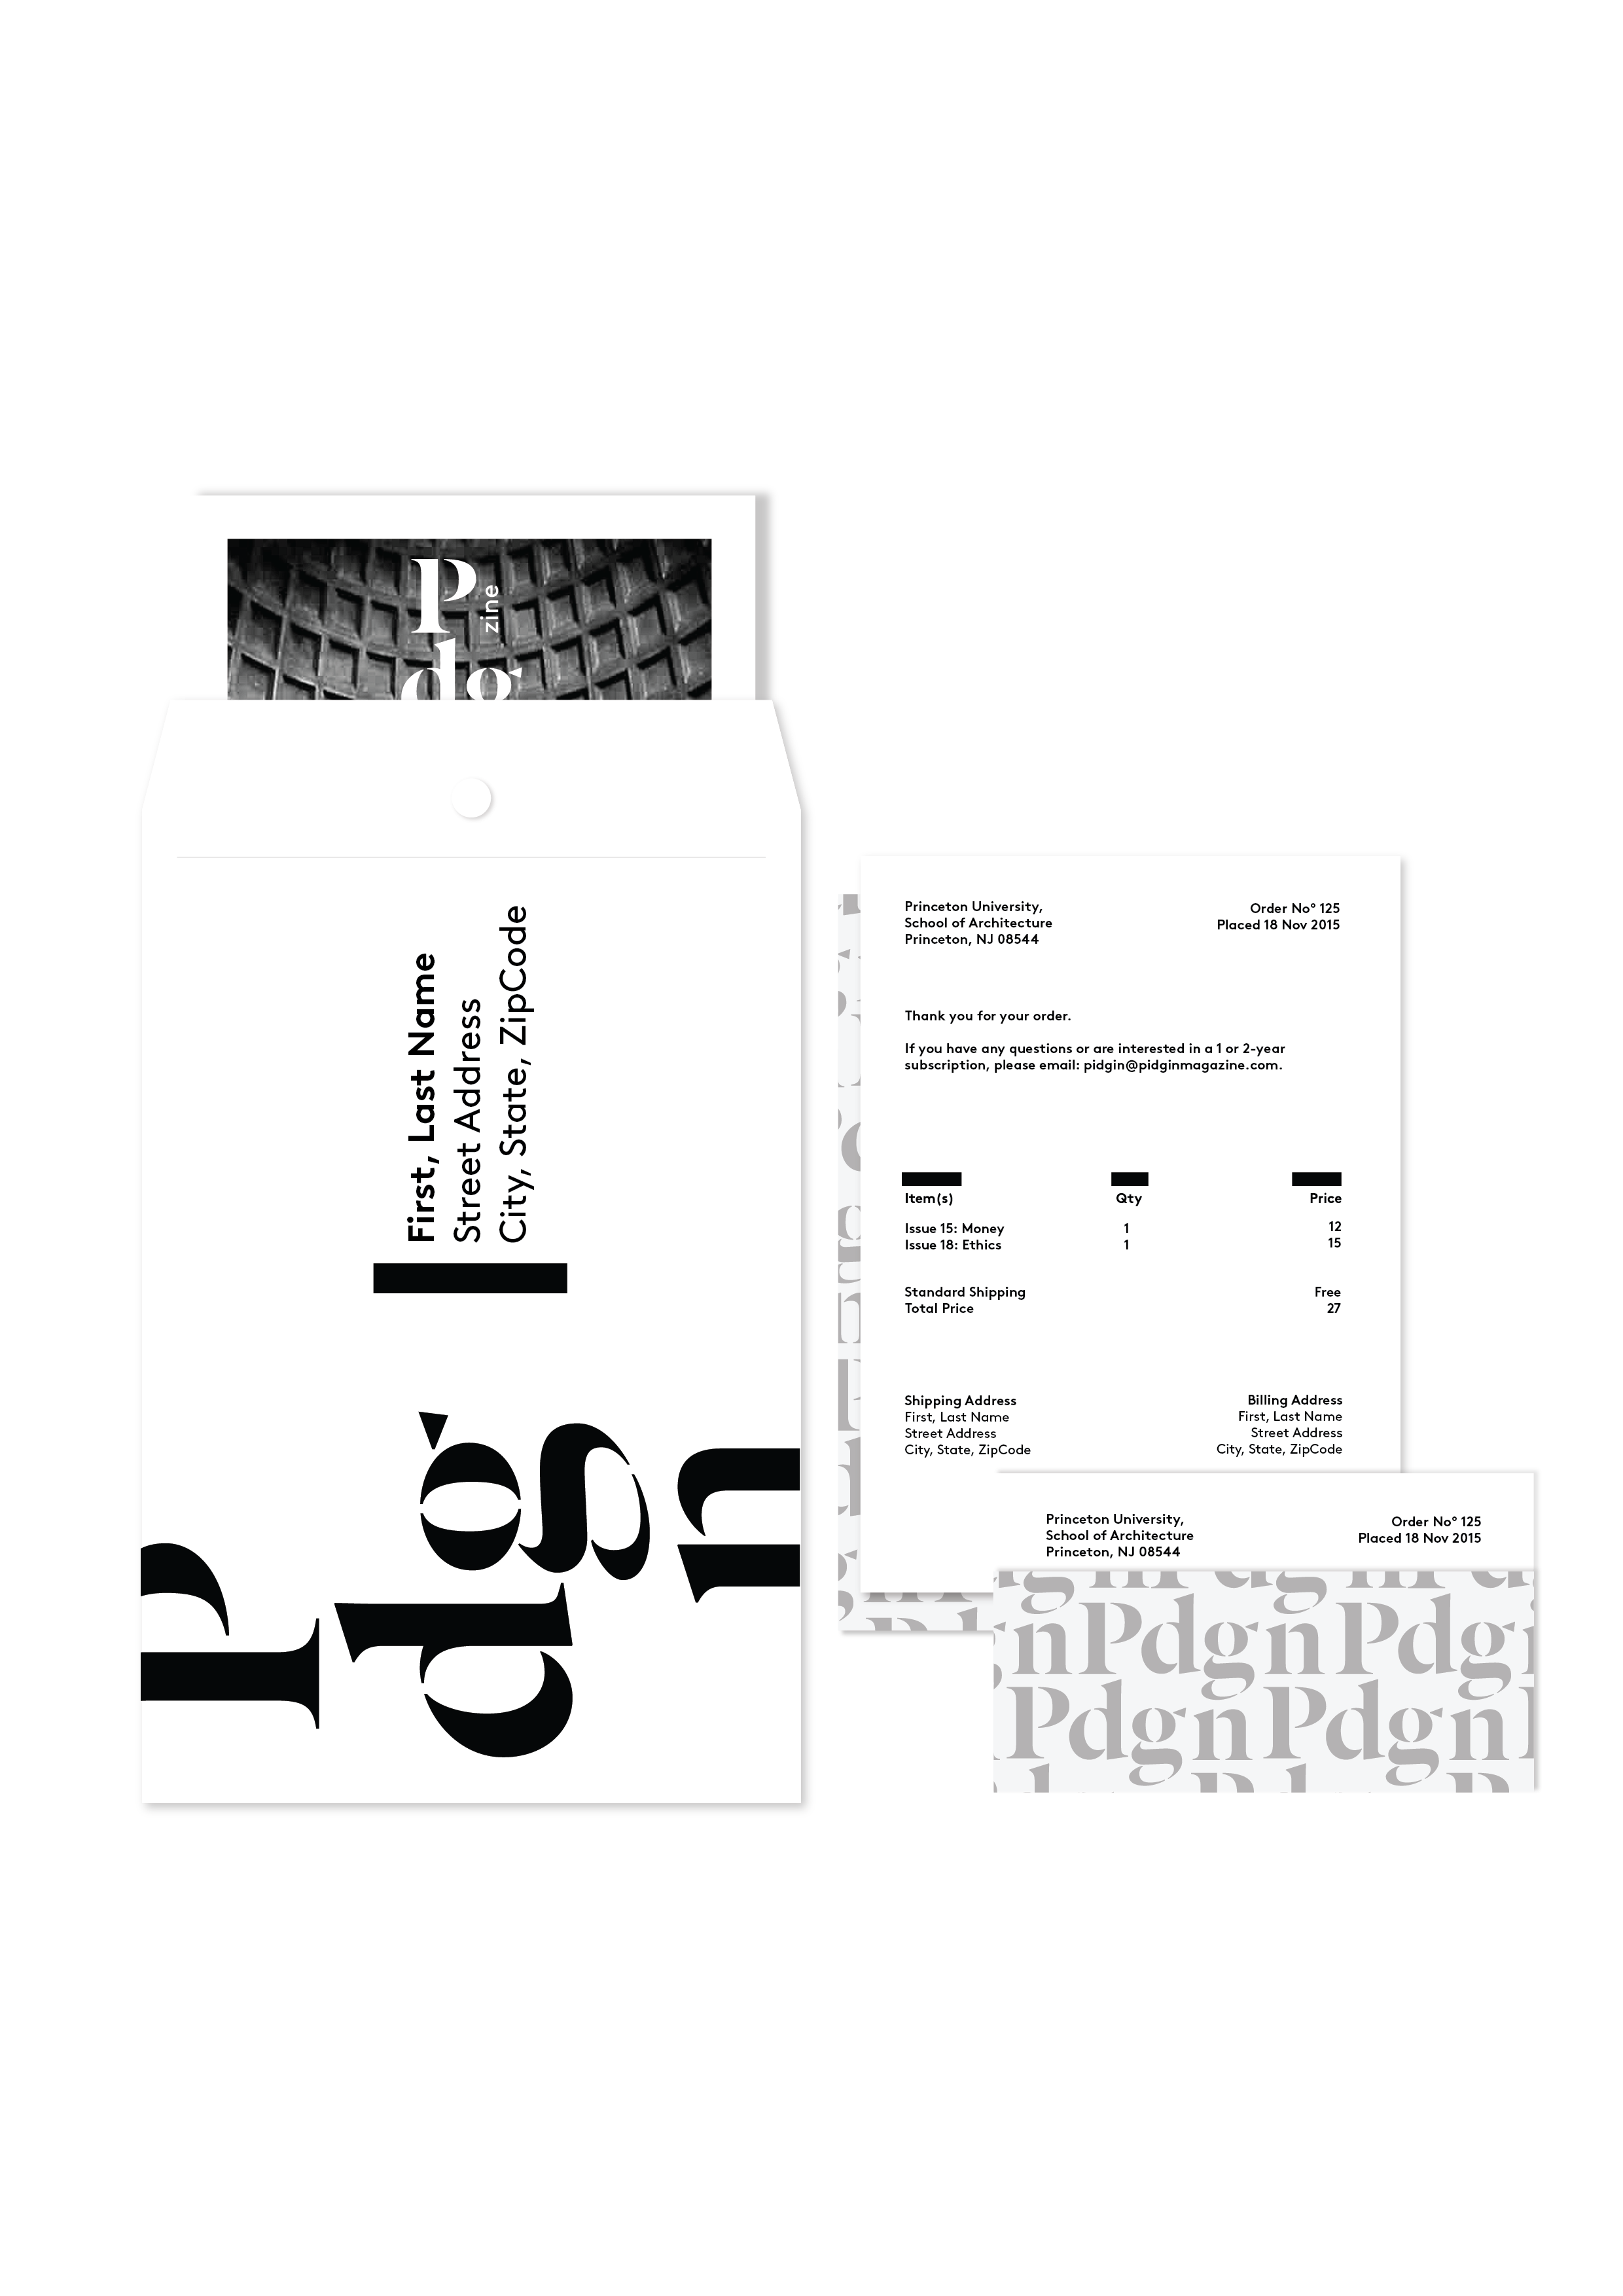 P
zine
dg
First, Last Name
Street Address
City, State, ZipCode
P
dg
n
Princeton University,
School of Architecture
Princeton, NJ 08544
Order Noº 125
Placed 18 Nov 2015
Thank you for your order.
If you have any questions or are interested in a 1 or 2-year
subscription, please email: pidgin@pidginmagazine.com.
Item(s) Qty Price
Issue 15: Money 1 12
Issue 18: Ethics 1 15
Standard Shipping Free
Total Price 27
Shipping Address
First, Last Name
Street Address
City, State, ZipCode
Billing Address
First, Last Name
Street Address
City, State, ZipCode
Princeton University,
School of Architecture
Princeton, NJ 08544
Order Noº 125
Placed 18 Nov 2015
nPdgnPdg
PdgnPdgn